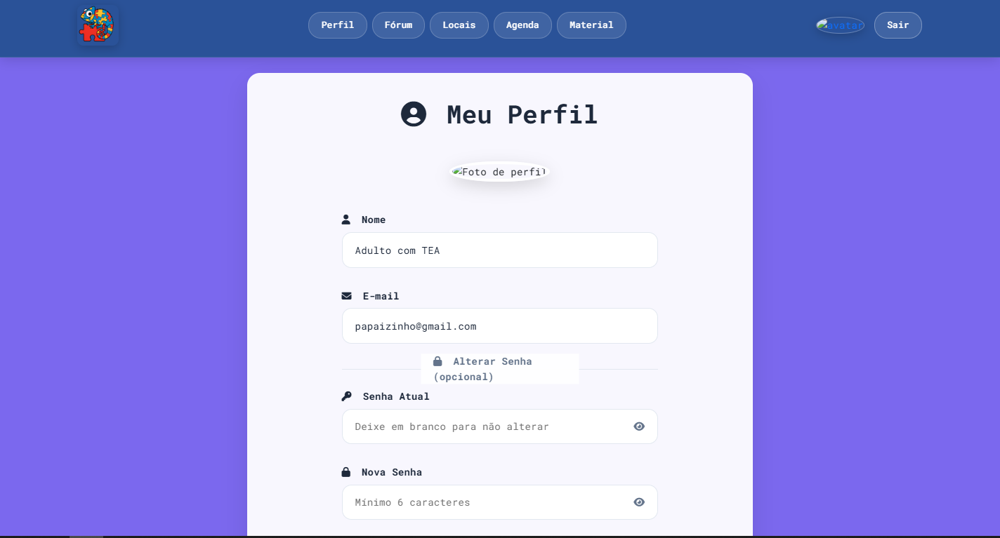 Perfil Fórum Locais Agenda Material avatar Sair
Meu Perfil
Foto de perfil
Nome
Adulto com TEA
E-mail
papaizinho@gmail.com
Alterar Senha
(opcional)
Senha Atual
Deixe em branco para não alterar
Nova Senha
Mínimo 6 caracteres